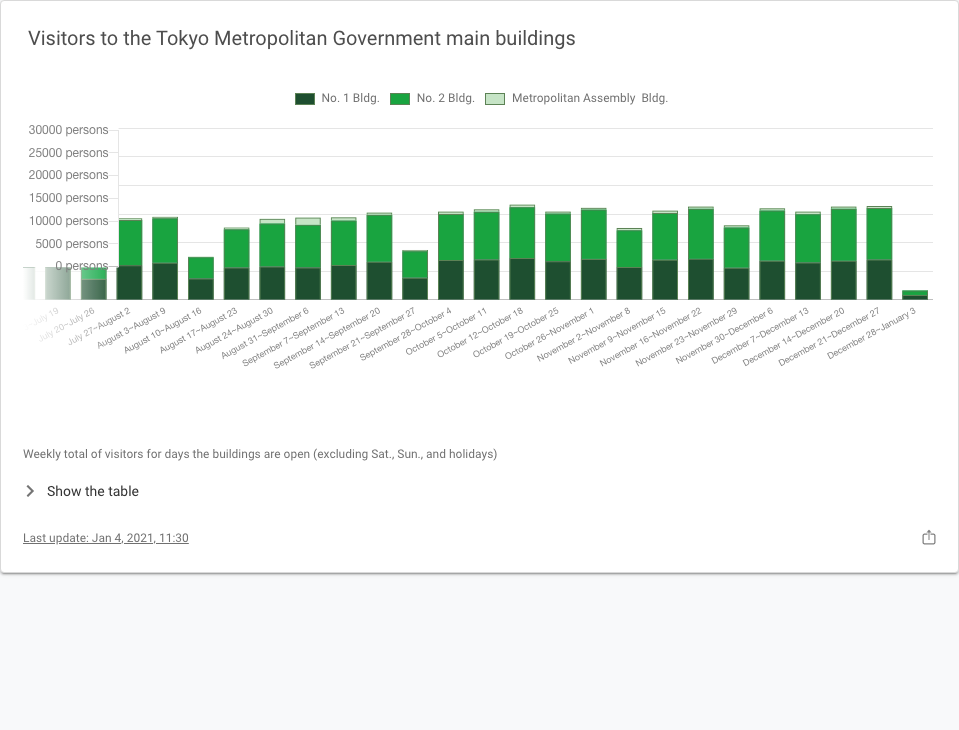 Visitors to the Tokyo Metropolitan Government main buildings
No. 1 Bldg. No. 2 Bldg. Metropolitan Assembly Bldg.
30000 persons
25000 persons
20000 persons
15000 persons
10000 persons
5000 persons
0 persons
July 19
July 20~July 26
July 27~August 2
August 3~August 9
August 10~August 16
August 17~August 23
August 24~August 30
August 31~September 6
September 7~September 13
September 14~September 20
September 21~September 27
September 28~October 4
October 5~October 11
October 12~October 18
October 19~October 25
October 26~November 1
November 2~November 8
November 9~November 15
November 16~November 22
November 23~November 29
November 30~December 6
December 7~December 13
December 14~December 20
December 21~December 27
December 28~January 3
Weekly total of visitors for days the buildings are open (excluding Sat., Sun., and holidays)
Show the table
Last update: Jan 4, 2021, 11:30